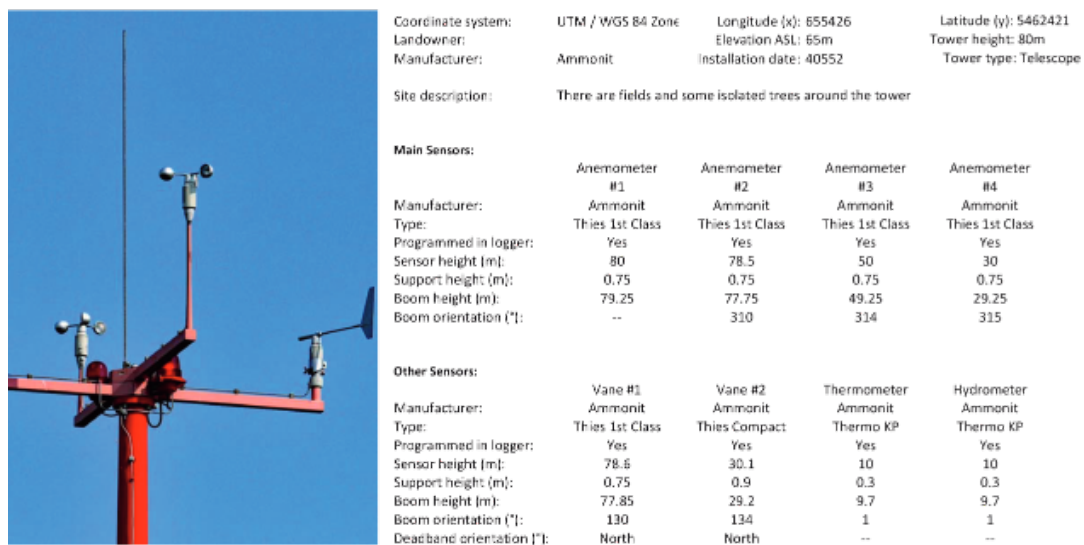 Coordinate system: UTM / WGS 84 Zone Longitude (x): 655426 Latitude (y): 5462421
Landowner: Elevation ASL: 65m Tower height: 80m
Manufacturer: Ammonit Installation date: 40552 Tower type: Telescope
Site description: There are fields and some isolated trees around the tower
Main Sensors:
Anemometer Anemometer Anemometer Anemometer
#1 #2 #3 #4
Manufacturer: Ammonit Ammonit Ammonit Ammonit
Type: Thies 1st Class Thies 1st Class Thies 1st Class Thies 1st Class
Programmed in logger: Yes Yes Yes Yes
Sensor height (m): 80 78.5 50 30
Support height (m): 0.75 0.75 0.75 0.75
Boom height (m): 79.25 77.75 49.25 29.25
Boom orientation (°): -- 310 314 315
Other Sensors:
Vane #1 Vane #2 Thermometer Hydrometer
Manufacturer: Ammonit Ammonit Ammonit Ammonit
Type: Thies 1st Class Thies Compact Thermo KP Thermo KP
Programmed in logger: Yes Yes Yes Yes
Sensor height (m): 78.6 30.1 10 10
Support height (m): 0.75 0.9 0.3 0.3
Boom height (m): 77.85 29.2 9.7 9.7
Boom orientation (°): 130 134 1 1
Deadband orientation (°): North North -- --